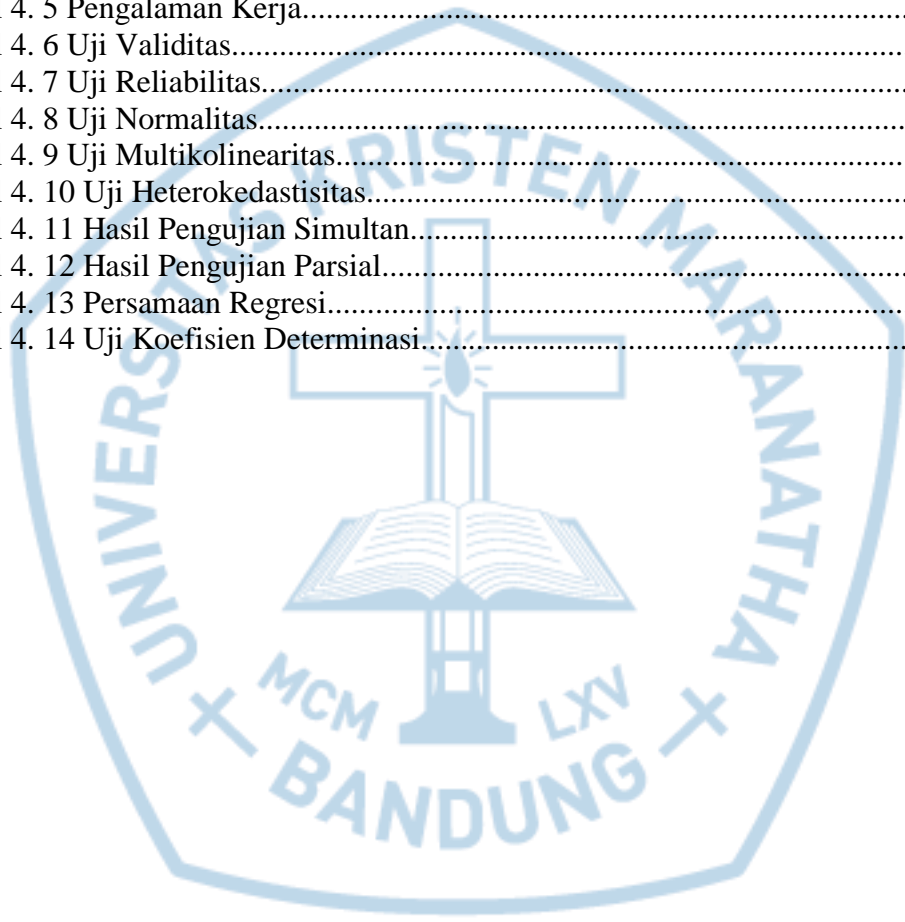 4. 5 Pengalaman Kerja
4. 6 Uji Validitas
4. 7 Uji Reliabilitas
4. 8 Uji Normalitas
4. 9 Uji Multikolinearitas
4. 10 Uji Heterokedastisitas
4. 11 Hasil Pengujian Simultan
4. 12 Hasil Pengujian Parsial
4. 13 Persamaan Regresi
4. 14 Uji Koefisien Determinasi
UNIVERSITAS KRISTEN MARANATHA
MCM LXV
BANDUNG